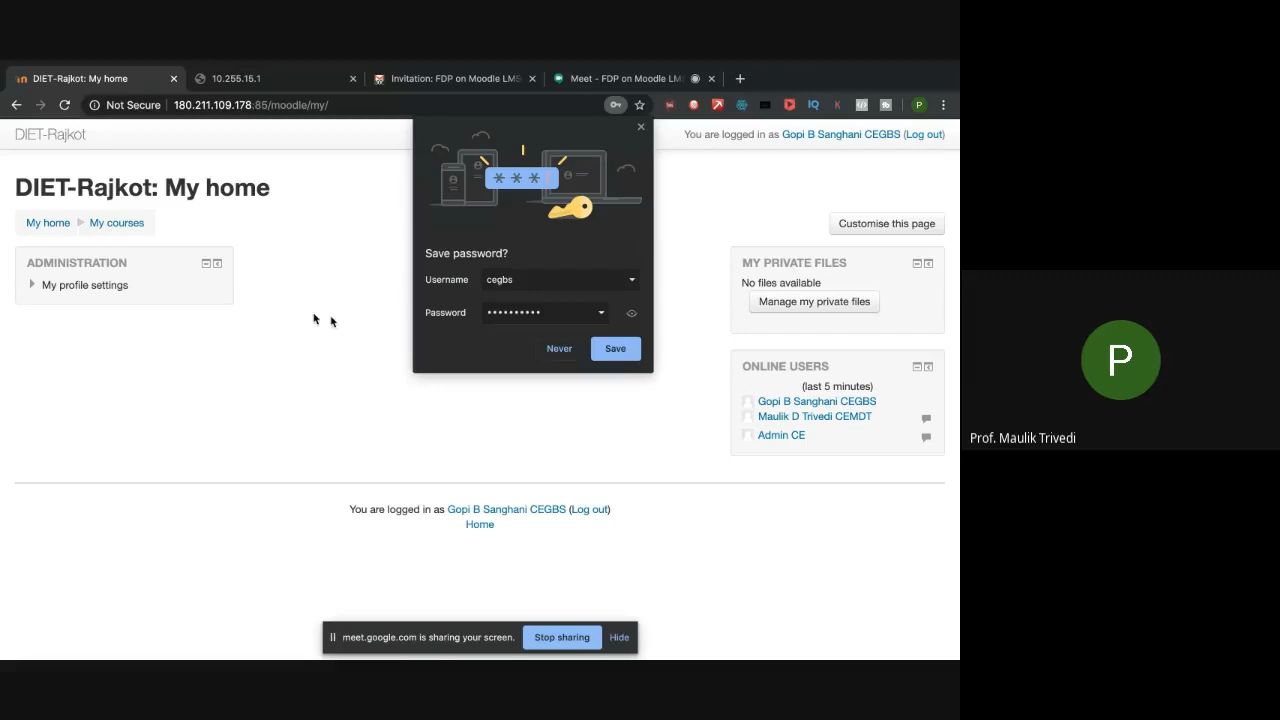 DIET-Rajkot: My home
10.255.15.1
Invitation: FDP on Moodle LMS
Meet - FDP on Moodle LM
Not Secure
180.211.109.178:85/moodle/my/
IQ
K
P
DIET-Rajkot
You are logged in as Gopi B Sanghani CEGBS (Log out)
DIET-Rajkot: My home
My home
My courses
Customise this page
ADMINISTRATION
My profile settings
* * *
Save password?
Username
cegbs
Password
••••••••••
Never
Save
MY PRIVATE FILES
No files available
Manage my private files
ONLINE USERS
(last 5 minutes)
Gopi B Sanghani CEGBS
Maulik D Trivedi CEMDT
Admin CE
You are logged in as Gopi B Sanghani CEGBS (Log out)
Home
meet.google.com is sharing your screen.
Stop sharing
Hide
P
Prof. Maulik Trivedi